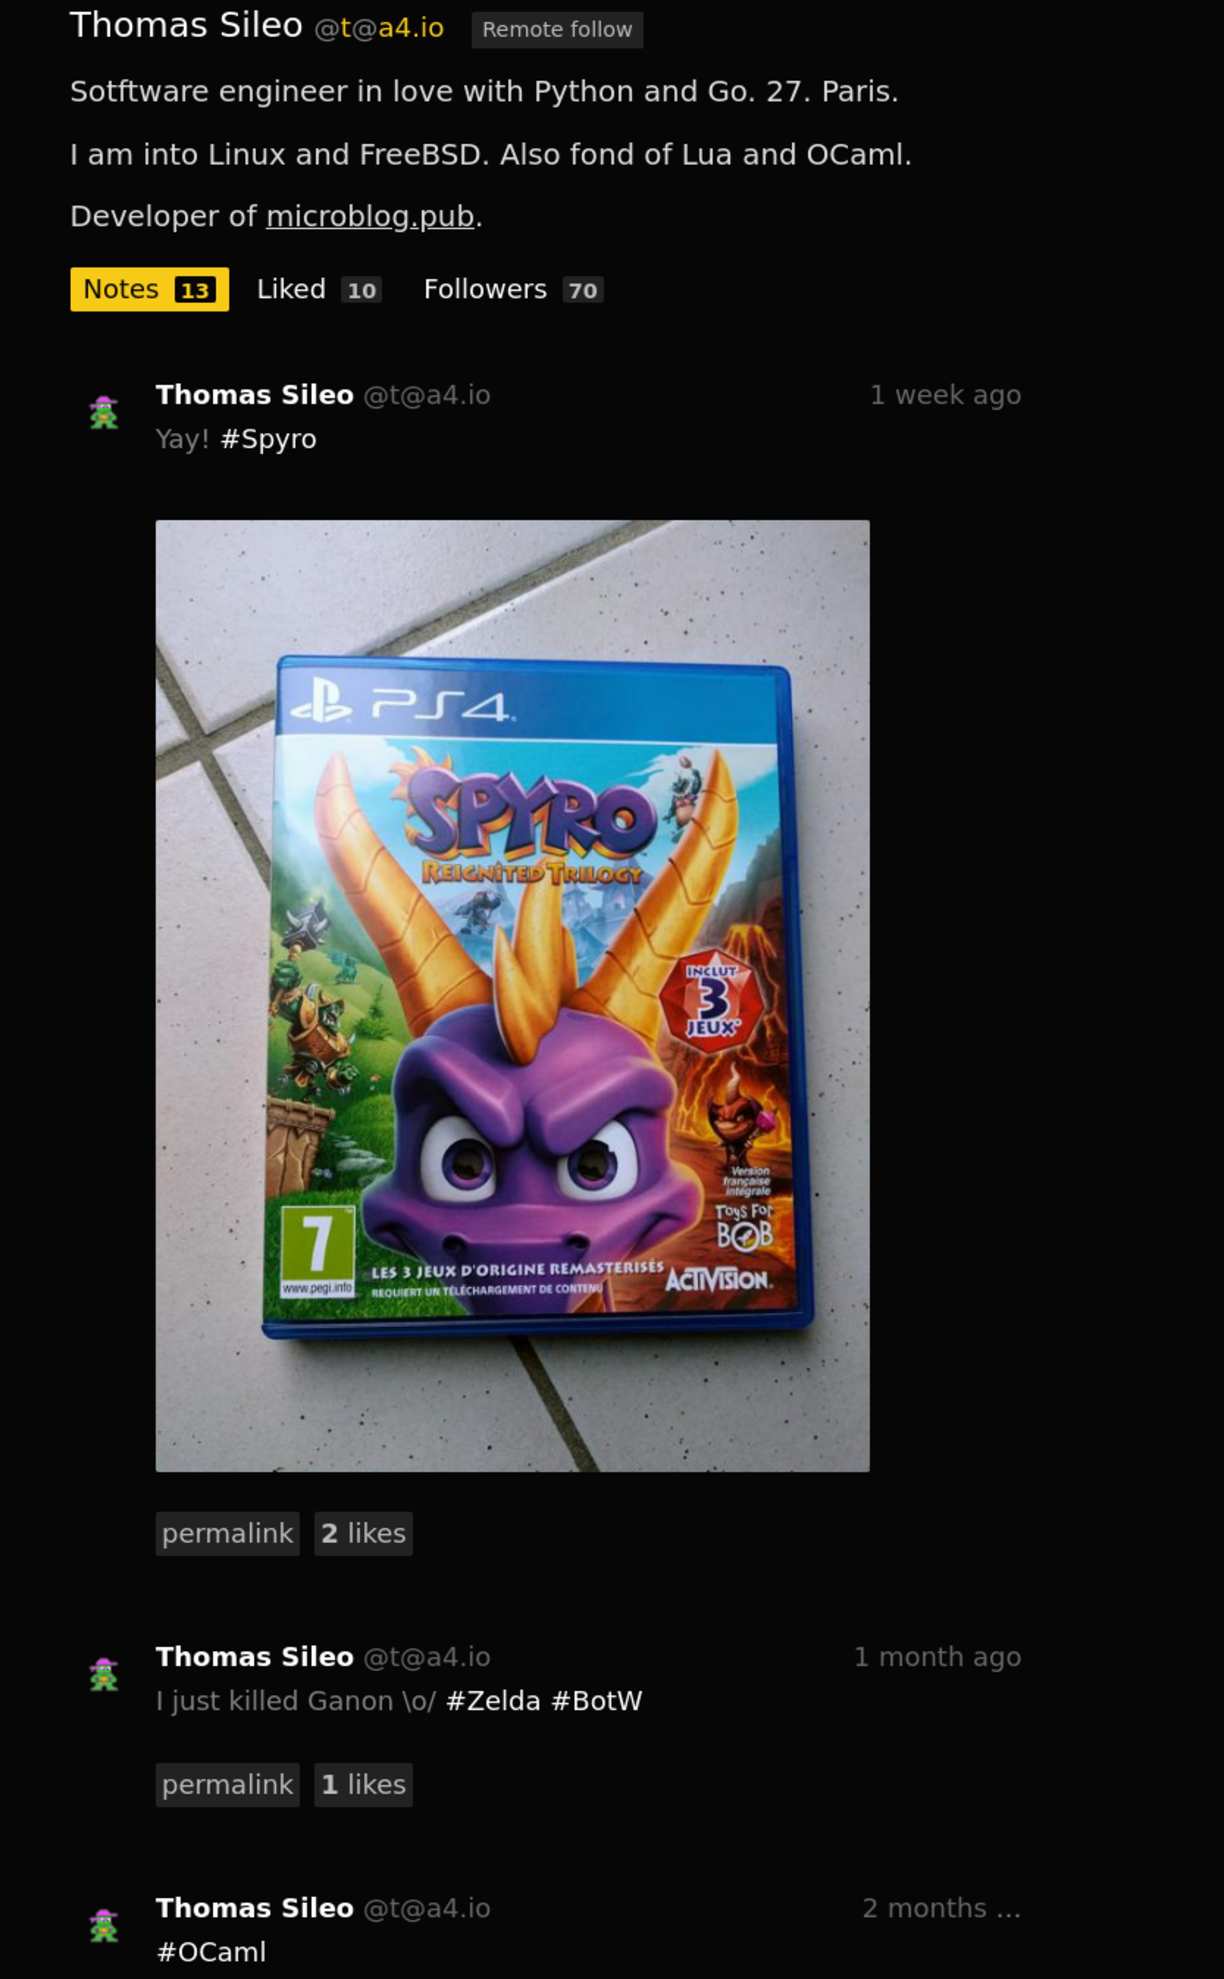 Thomas Sileo @t@a4.io Remote follow
Sotftware engineer in love with Python and Go. 27. Paris.
I am into Linux and FreeBSD. Also fond of Lua and OCaml.
Developer of microblog.pub.
Notes 13 Liked 10 Followers 70
Thomas Sileo @t@a4.io 1 week ago
Yay! #Spyro
PS4
SPYRO
REIGNITED TRILOGY
INCLUT
3
JEUX*
Version
française
intégrale
Toys For
BOB
7
www.pegi.info
LES 3 JEUX D'ORIGINE REMASTERISÉS
REQUIERT UN TÉLÉCHARGEMENT DE CONTENU
ACTIVISION.
permalink 2 likes
Thomas Sileo @t@a4.io 1 month ago
I just killed Ganon \o/ #Zelda #BotW
permalink 1 likes
Thomas Sileo @t@a4.io 2 months ...
#OCaml